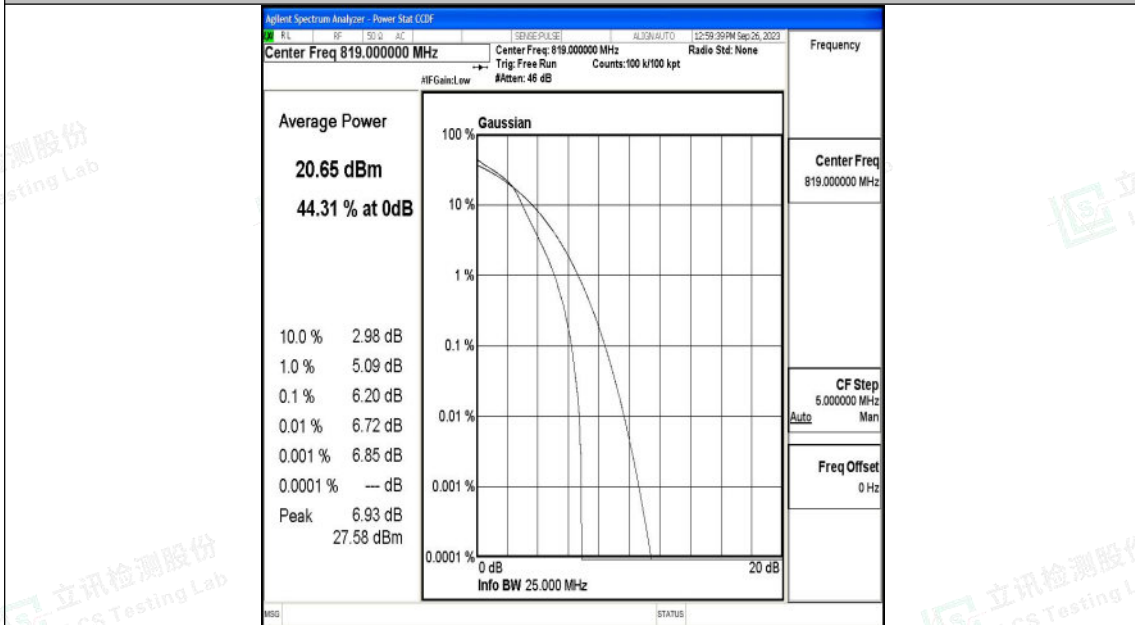 Agilent Spectrum Analyzer - Power Stat CCDF
RL RF 50 Ω AC SENSE:PULSE ALIGNAUTO 12:59:39 PM Sep 26, 2023
Center Freq 819.000000 MHz
Center Freq: 819.000000 MHz Radio Std: None
Trig: Free Run Counts:100 k/100 kpt
#IFGain:Low #Atten: 46 dB
Frequency
Average Power
20.65 dBm
44.31 % at 0dB
10.0 % 2.98 dB
1.0 % 5.09 dB
0.1 % 6.20 dB
0.01 % 6.72 dB
0.001 % 6.85 dB
0.0001 % --- dB
Peak 6.93 dB
27.58 dBm
Gaussian
100 %
10 %
1 %
0.1 %
0.01 %
0.001 %
0.0001 %
0 dB 20 dB
Info BW 25.000 MHz
Center Freq
819.000000 MHz
CF Step
5.000000 MHz
Auto Man
Freq Offset
0 Hz
MSG STATUS
测股份
sting Lab
立讯检测股份
CS Testing Lab
立讯检测股份
CS Testing L